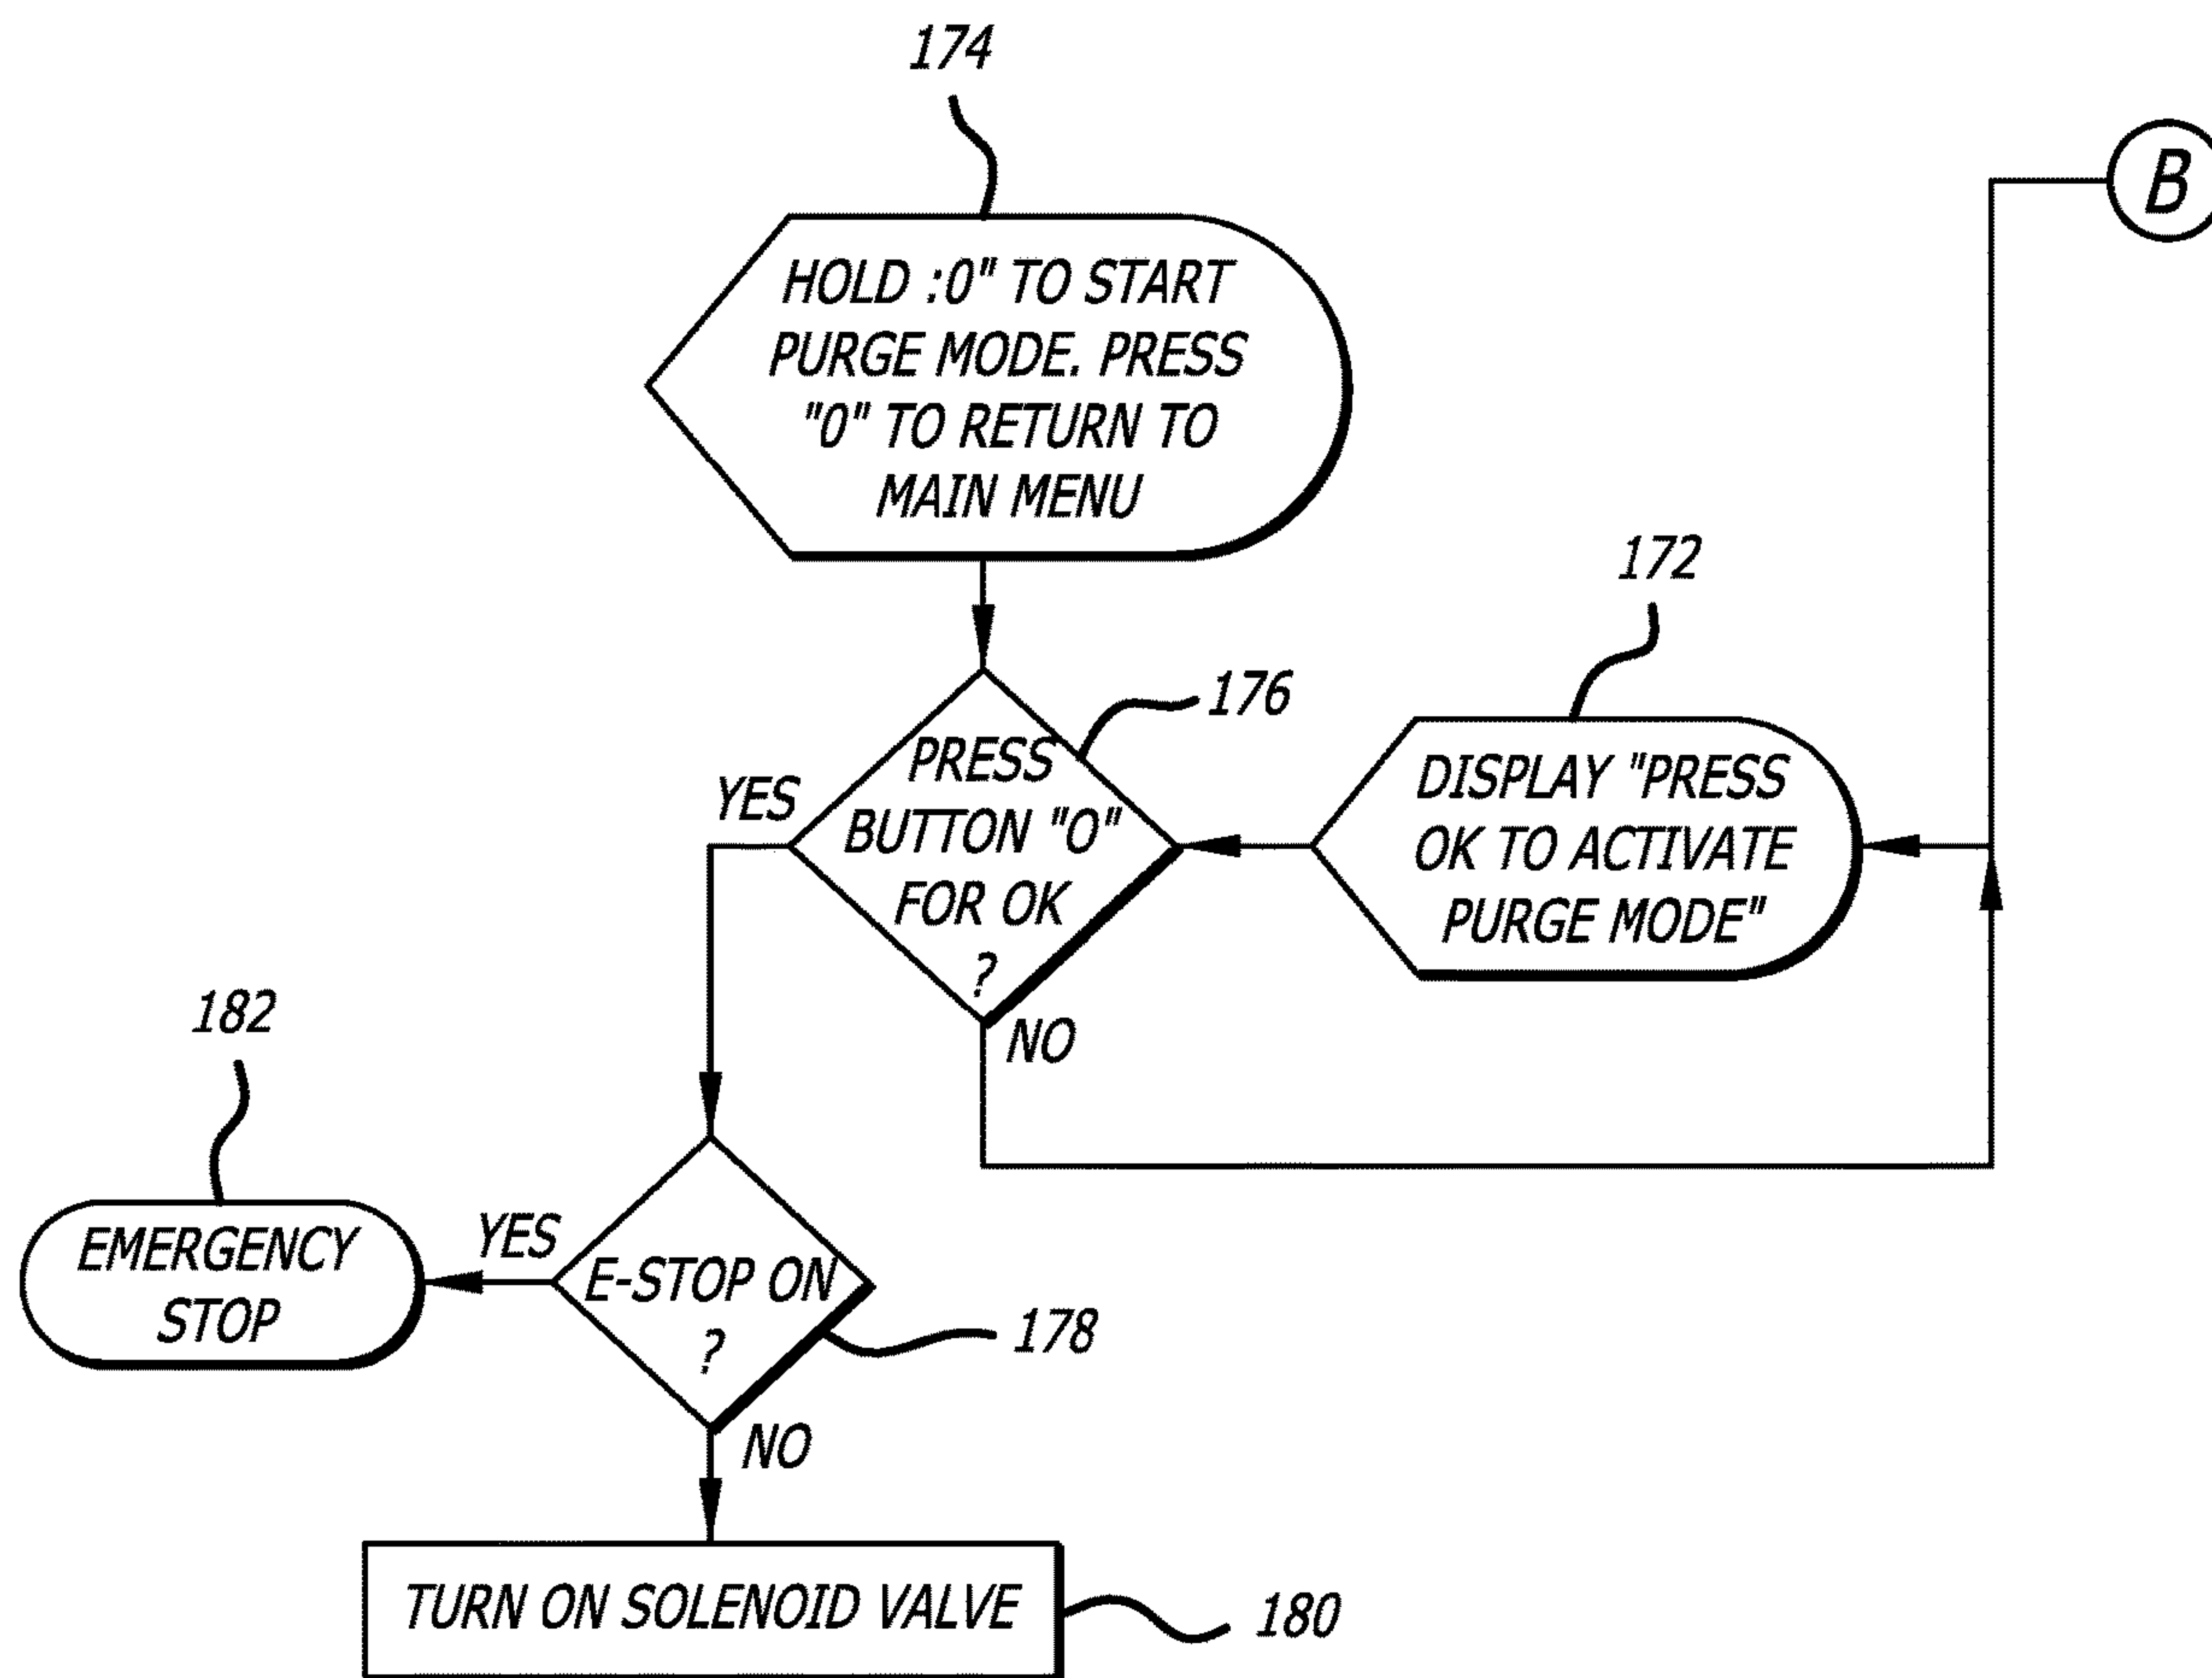 174
B
HOLD :0" TO START
PURGE MODE. PRESS
"0" TO RETURN TO
MAIN MENU
172
176
PRESS
BUTTON "O"
FOR OK
?
YES
NO
DISPLAY "PRESS
OK TO ACTIVATE
PURGE MODE"
182
EMERGENCY
STOP
YES
E-STOP ON
?
178
NO
TURN ON SOLENOID VALVE
180